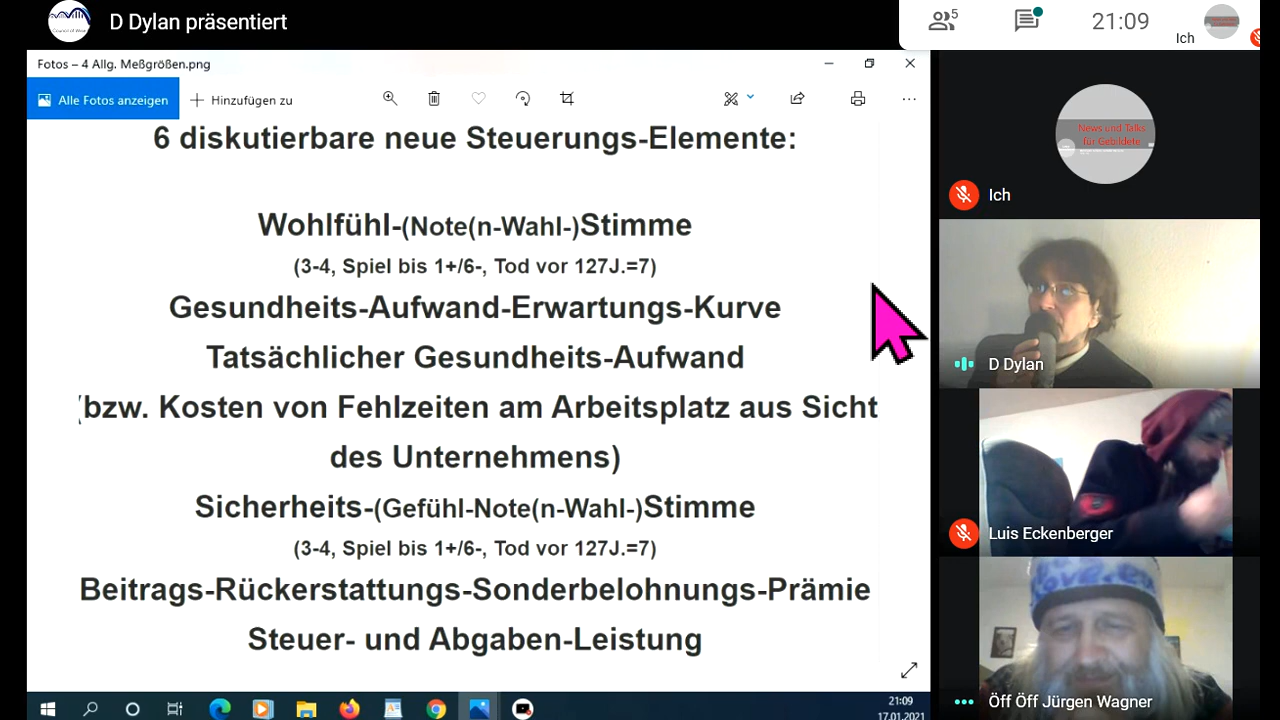 D Dylan präsentiert
5
21:09
Ich
Fotos – 4 Allg. Meßgrößen.png
Alle Fotos anzeigen
Hinzufügen zu
6 diskutierbare neue Steuerungs-Elemente:
Wohlfühl-(Note(n-Wahl-)Stimme
(3-4, Spiel bis 1+/6-, Tod vor 127J.=7)
Gesundheits-Aufwand-Erwartungs-Kurve
Tatsächlicher Gesundheits-Aufwand
(bzw. Kosten von Fehlzeiten am Arbeitsplatz aus Sicht
des Unternehmens)
Sicherheits-(Gefühl-Note(n-Wahl-)Stimme
(3-4, Spiel bis 1+/6-, Tod vor 127J.=7)
Beitrags-Rückerstattungs-Sonderbelohnungs-Prämie
Steuer- und Abgaben-Leistung
21:09
17.01.2021
News und Talks
für Gebildete
Ich
D Dylan
Luis Eckenberger
Öff Öff Jürgen Wagner